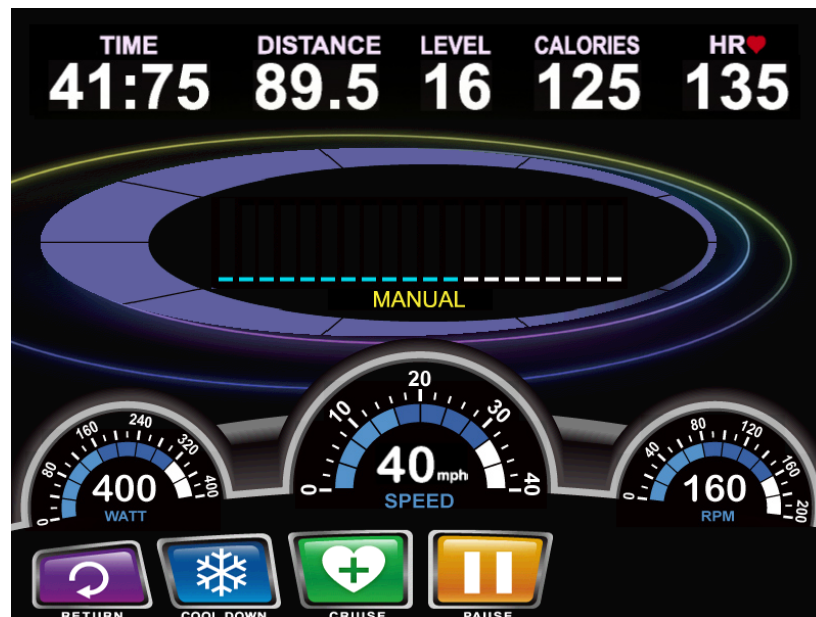 TIME DISTANCE LEVEL CALORIES HR
41:75 89.5 16 125 135
MANUAL
0 10 20 30 40
40 mph
SPEED
0 80 160 240 320 400
400
WATT
0 40 80 120 160 200
160
RPM
RETURN COOL DOWN CRUISE PAUSE